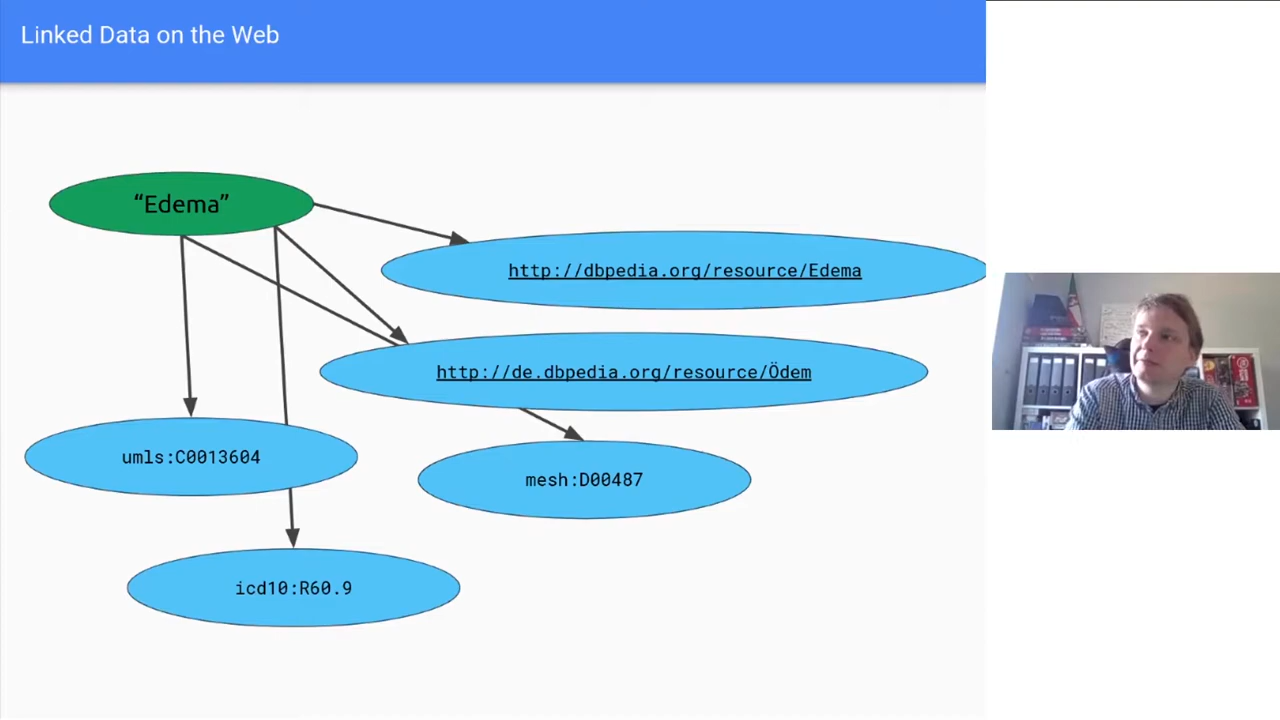 Linked Data on the Web
“Edema”
http://dbpedia.org/resource/Edema
http://de.dbpedia.org/resource/Ödem
umls:C0013604
mesh:D00487
icd10:R60.9